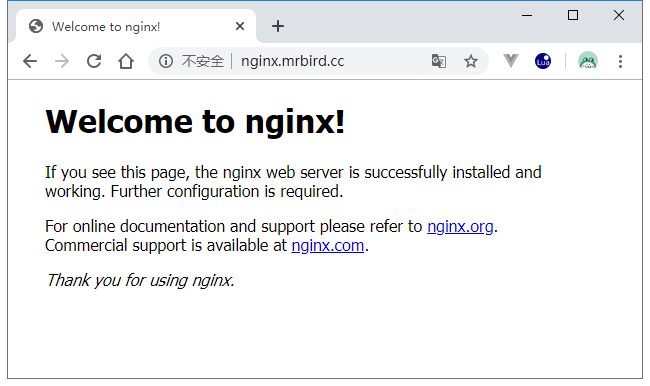 Welcome to nginx!
不安全 | nginx.mrbird.cc
Lua
Welcome to nginx!
If you see this page, the nginx web server is successfully installed and
working. Further configuration is required.
For online documentation and support please refer to nginx.org.
Commercial support is available at nginx.com.
Thank you for using nginx.